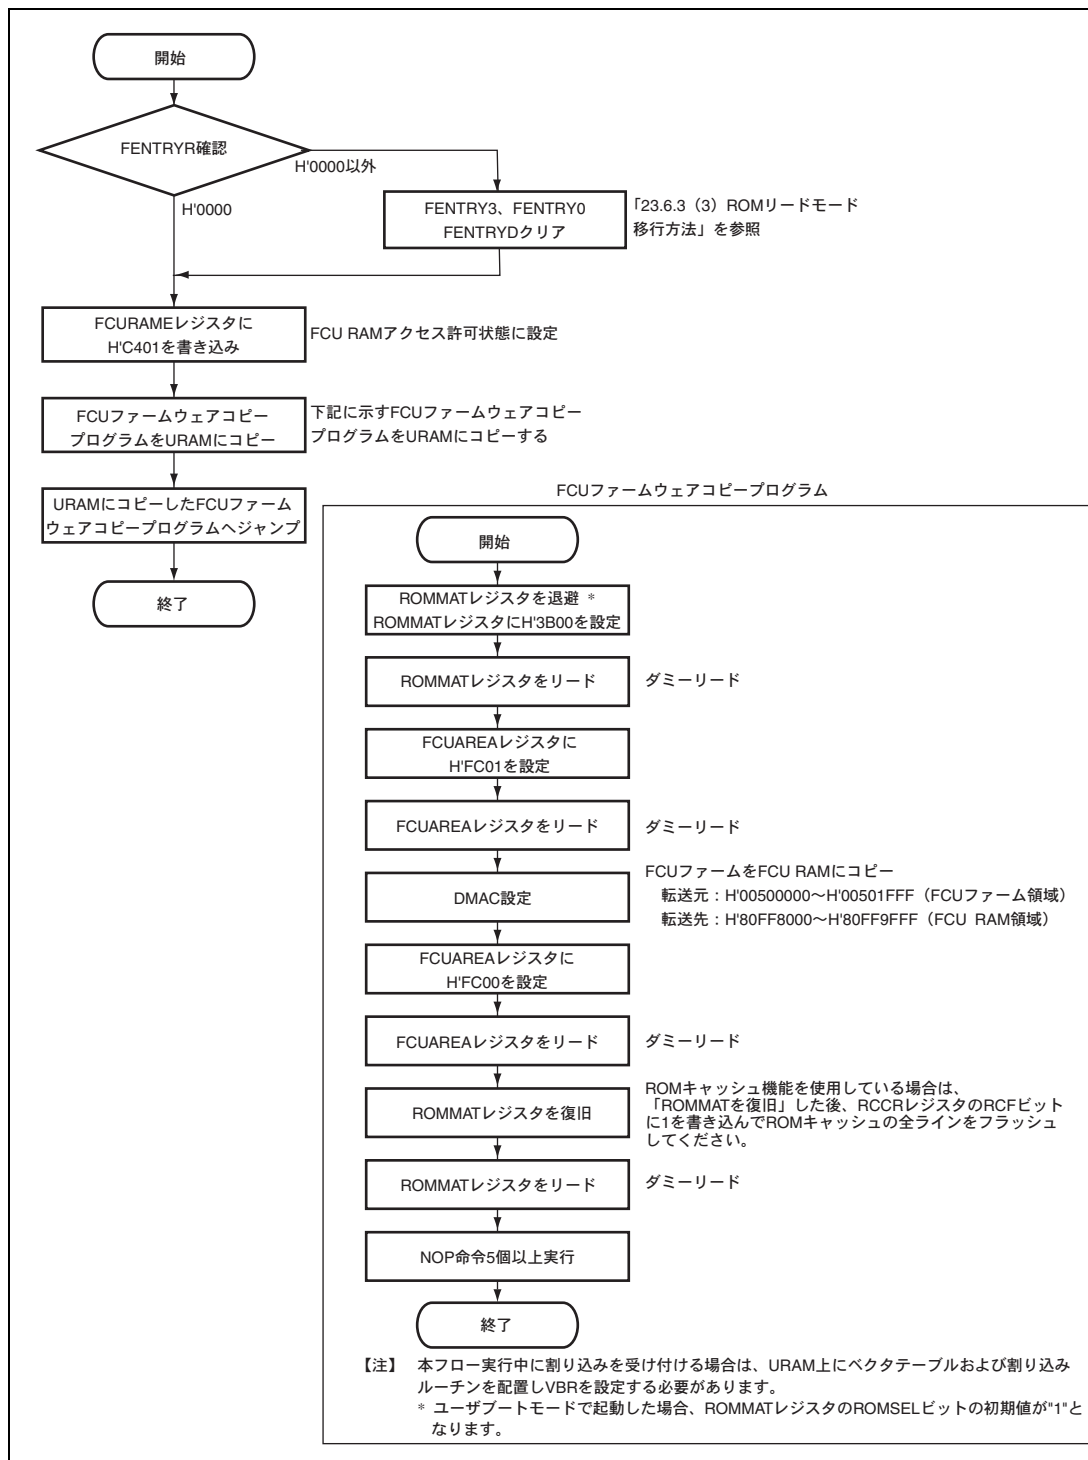 開始
FENTRYR確認
H'0000以外
H'0000
FENTRY3、FENTRY0
FENTRYDクリア
「23.6.3（3）ROMリードモード
移行方法」を参照
FCURAMEレジスタに
H'C401を書き込み
FCU RAMアクセス許可状態に設定
FCUファームウェアコピー
プログラムをURAMにコピー
下記に示すFCUファームウェアコピー
プログラムをURAMにコピーする
URAMにコピーしたFCUファーム
ウェアコピープログラムへジャンプ
終了
FCUファームウェアコピープログラム
開始
ROMMATレジスタを退避 *
ROMMATレジスタにH'3B00を設定
ROMMATレジスタをリード
ダミーリード
FCUAREAレジスタに
H'FC01を設定
FCUAREAレジスタをリード
ダミーリード
DMAC設定
FCUファームをFCU RAMにコピー
転送元：H'00500000～H'00501FFF（FCUファーム領域）
転送先：H'80FF8000～H'80FF9FFF（FCU RAM領域）
FCUAREAレジスタに
H'FC00を設定
FCUAREAレジスタをリード
ダミーリード
ROMMATレジスタを復旧
ROMキャッシュ機能を使用している場合は、
「ROMMATを復旧」した後、RCCRレジスタのRCFビット
に1を書き込んでROMキャッシュの全ラインをフラッシュ
してください。
ROMMATレジスタをリード
ダミーリード
NOP命令5個以上実行
終了
【注】 本フロー実行中に割り込みを受け付ける場合は、URAM上にベクタテーブルおよび割り込み
ルーチンを配置しVBRを設定する必要があります。
* ユーザブートモードで起動した場合、ROMMATレジスタのROMSELビットの初期値が"1"と
なります。